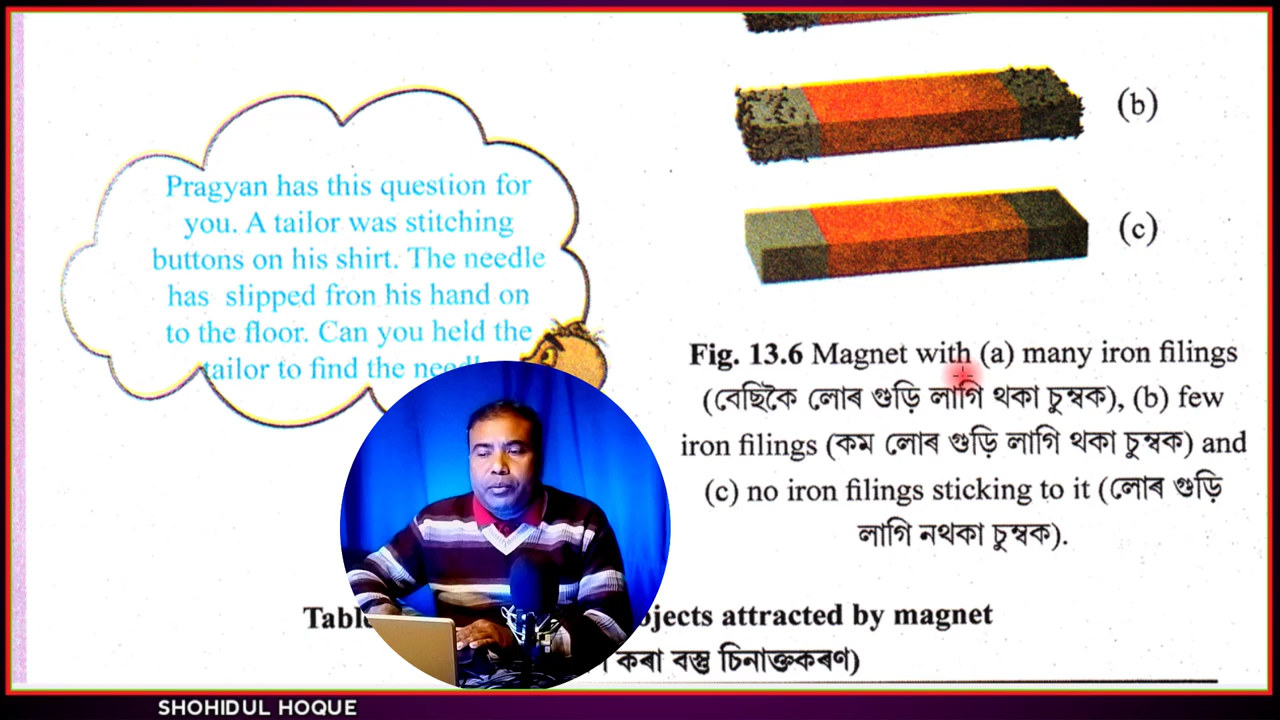 Pragyan has this question for
you. A tailor was stitching
buttons on his shirt. The needle
has slipped fron his hand on
to the floor. Can you held the
tailor to find the
(b)
(c)
Fig. 13.6 Magnet with (a) many iron filings
(বেছিকৈ লোৰ গুড়ি লাগি থকা চুম্বক), (b) few
iron filings (কম লোৰ গুড়ি লাগি থকা চুম্বক) and
(c) no iron filings sticking to it (লোৰ গুড়ি
লাগি নথকা চুম্বক).
attracted by magnet
কৰা বস্তু চিনাক্তকৰণ)
SHOHIDUL HOQUE